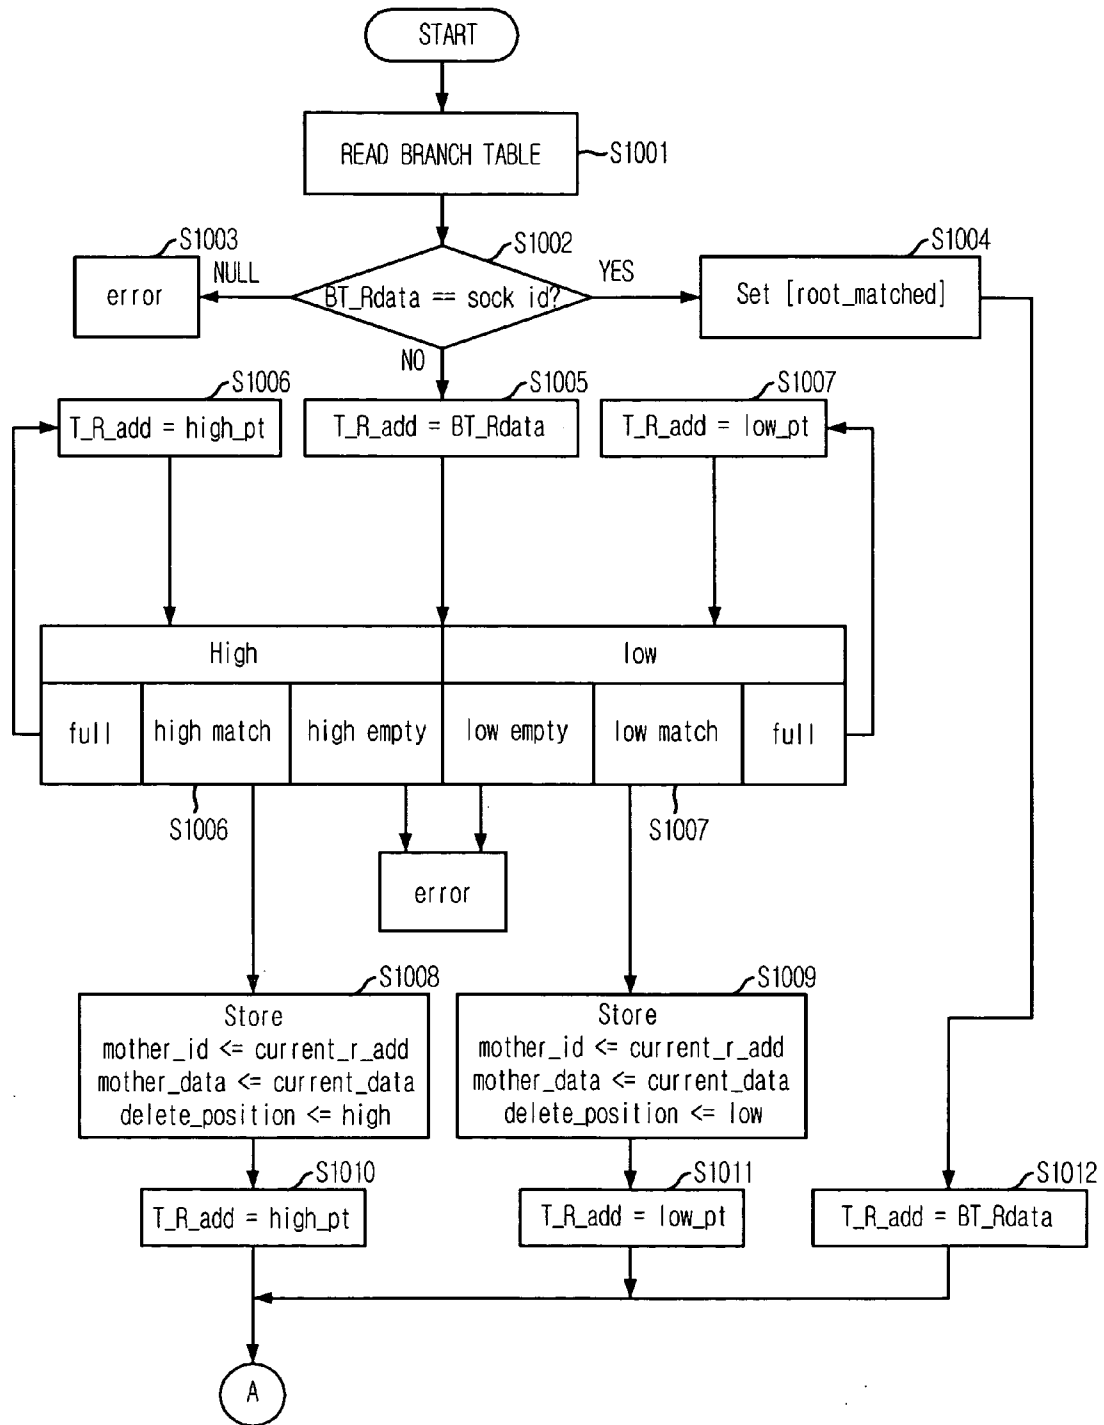 START
READ BRANCH TABLE
S1001
S1003
S1002
S1004
error
NULL
BT_Rdata == sock id?
YES
Set [root_matched]
NO
S1006
S1005
S1007
T_R_add = high_pt
T_R_add = BT_Rdata
T_R_add = low_pt
High
low
full
high match
high empty
low empty
low match
full
S1006
S1007
error
S1008
S1009
Store
mother_id <= current_r_add
mother_data <= current_data
delete_position <= high
Store
mother_id <= current_r_add
mother_data <= current_data
delete_position <= low
S1010
S1011
S1012
T_R_add = high_pt
T_R_add = low_pt
T_R_add = BT_Rdata
A